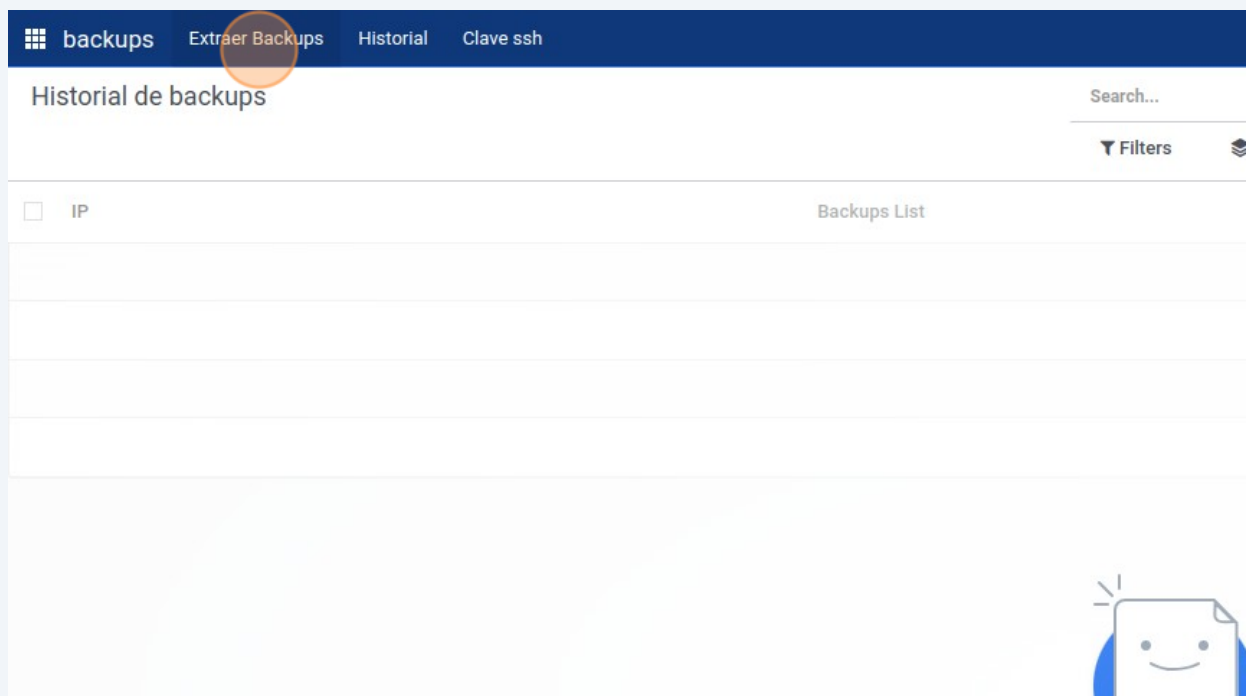 backups Extraer Backups Historial Clave ssh
Historial de backups
Search...
Filters
IP Backups List